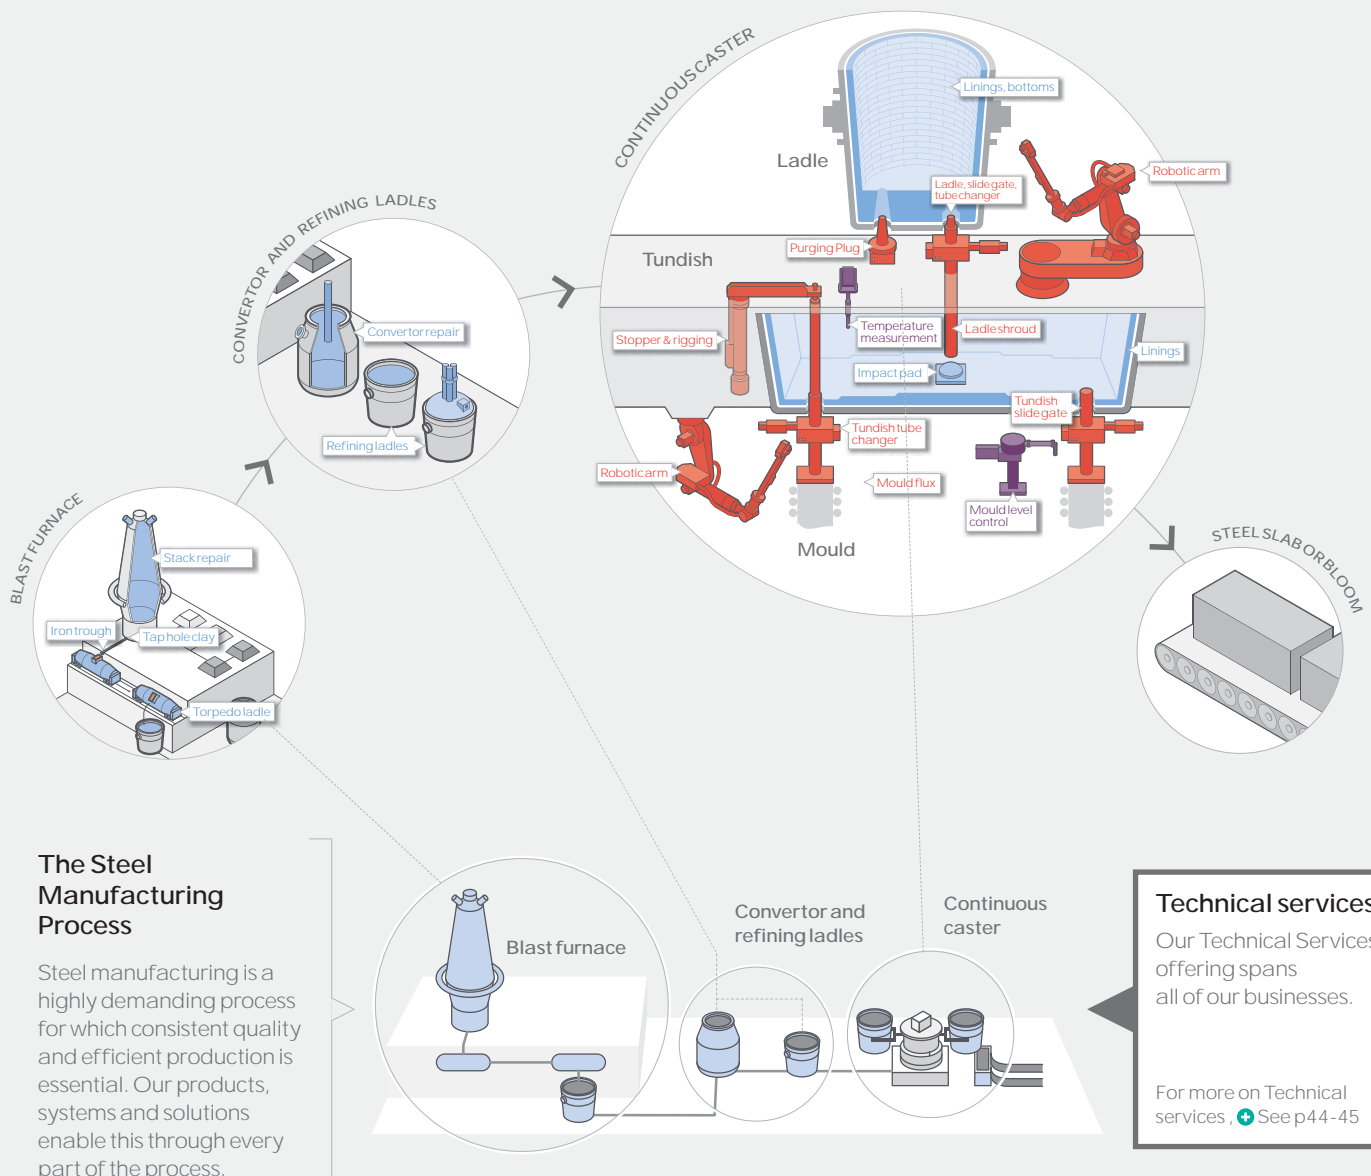 CONTINUOUS CASTER
Linings, bottoms
Ladle
Robotic arm
Ladle, slide gate,
tube changer
Purging Plug
Tundish
CONVERTOR AND REFINING LADLES
Convertor repair
Refining ladles
Stopper & rigging
Temperature
measurement
Ladle shroud
Linings
Impact pad
Tundish
slide gate
Tundish tube
changer
Robotic arm
Mould flux
Mould level
control
Mould
BLAST FURNACE
Stack repair
Iron trough
Tap hole clay
Torpedo ladle
STEEL SLAB OR BLOOM
The Steel
Manufacturing
Process
Steel manufacturing is a
highly demanding process
for which consistent quality
and efficient production is
essential. Our products,
systems and solutions
enable this through every
part of the process.
Blast furnace
Convertor and
refining ladles
Continuous
caster
Technical services
Our Technical Services
offering spans
all of our businesses.
For more on Technical
services , + See p44-45